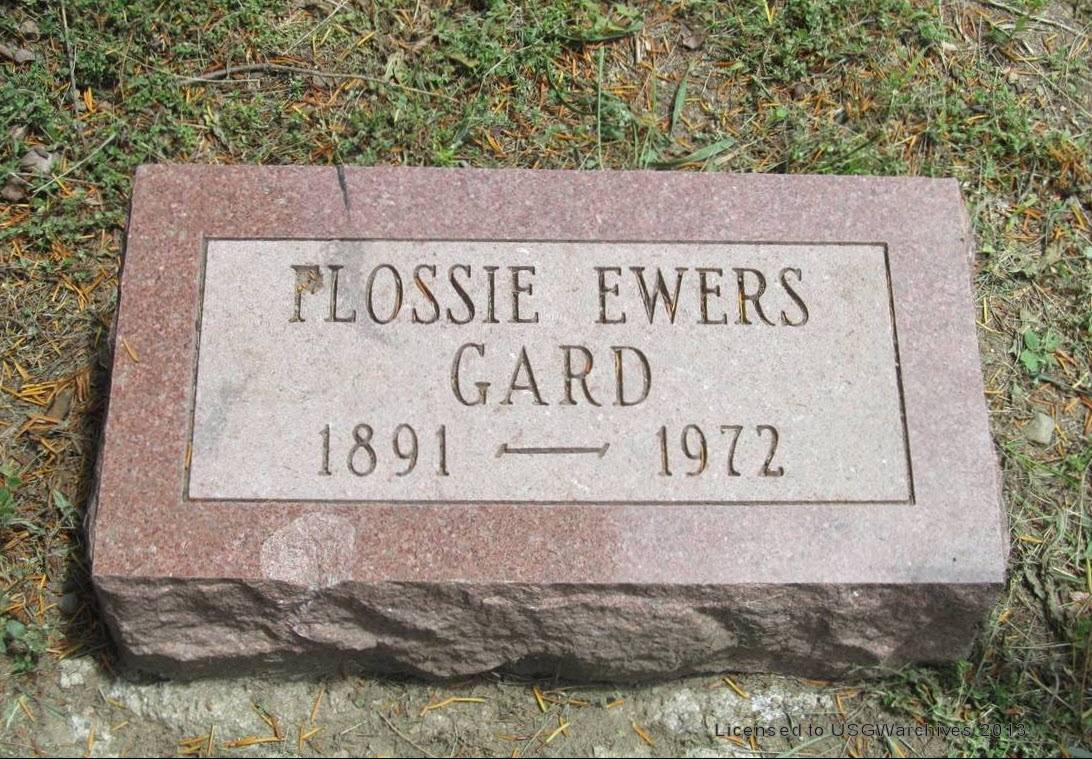 FLOSSIE EWERS
GARD
1891 — 1972
Licensed to USGWarchives 2013